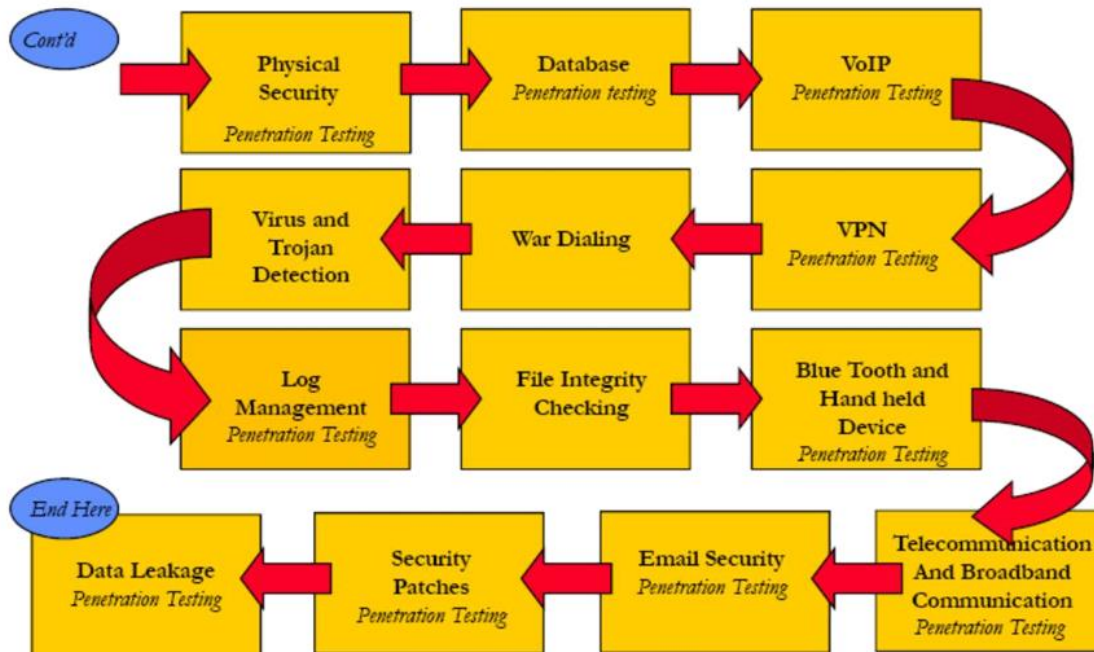 Cont'd
Physical
Security
Penetration Testing
Database
Penetration testing
VoIP
Penetration Testing
VPN
Penetration Testing
War Dialing
Virus and
Trojan
Detection
Log
Management
Penetration Testing
File Integrity
Checking
Blue Tooth and
Hand held
Device
Penetration Testing
Telecommunication
And Broadband
Communication
Penetration Testing
Email Security
Penetration Testing
Security
Patches
Penetration Testing
End Here
Data Leakage
Penetration Testing